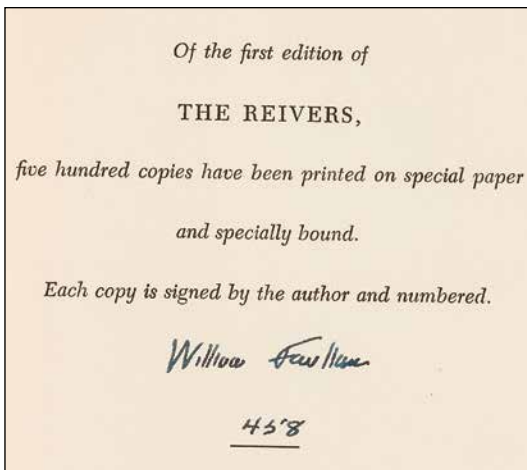 Of the first edition of
THE REIVERS,
five hundred copies have been printed on special paper
and specially bound.
Each copy is signed by the author and numbered.
William Faulkner
458